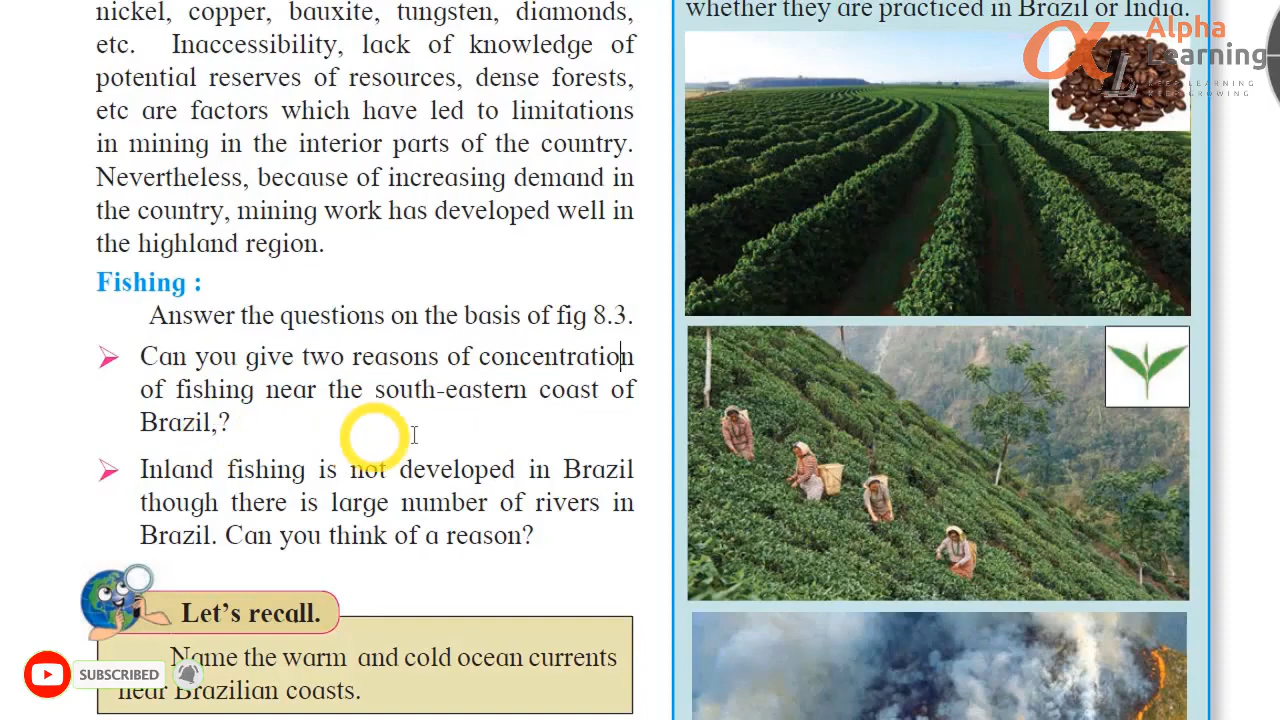 nickel, copper, bauxite, tungsten, diamonds,
etc. Inaccessibility, lack of knowledge of
potential reserves of resources, dense forests,
etc are factors which have led to limitations
in mining in the interior parts of the country.
Nevertheless, because of increasing demand in
the country, mining work has developed well in
the highland region.
Fishing :
Answer the questions on the basis of fig 8.3.
Can you give two reasons of concentration
of fishing near the south-eastern coast of
Brazil,?
Inland fishing is not developed in Brazil
though there is large number of rivers in
Brazil. Can you think of a reason?
Let's recall.
Name the warm and cold ocean currents
near Brazilian coasts.
SUBSCRIBED
whether they are practiced in Brazil or India.
Alpha
Learning
LEARNING
GROWING